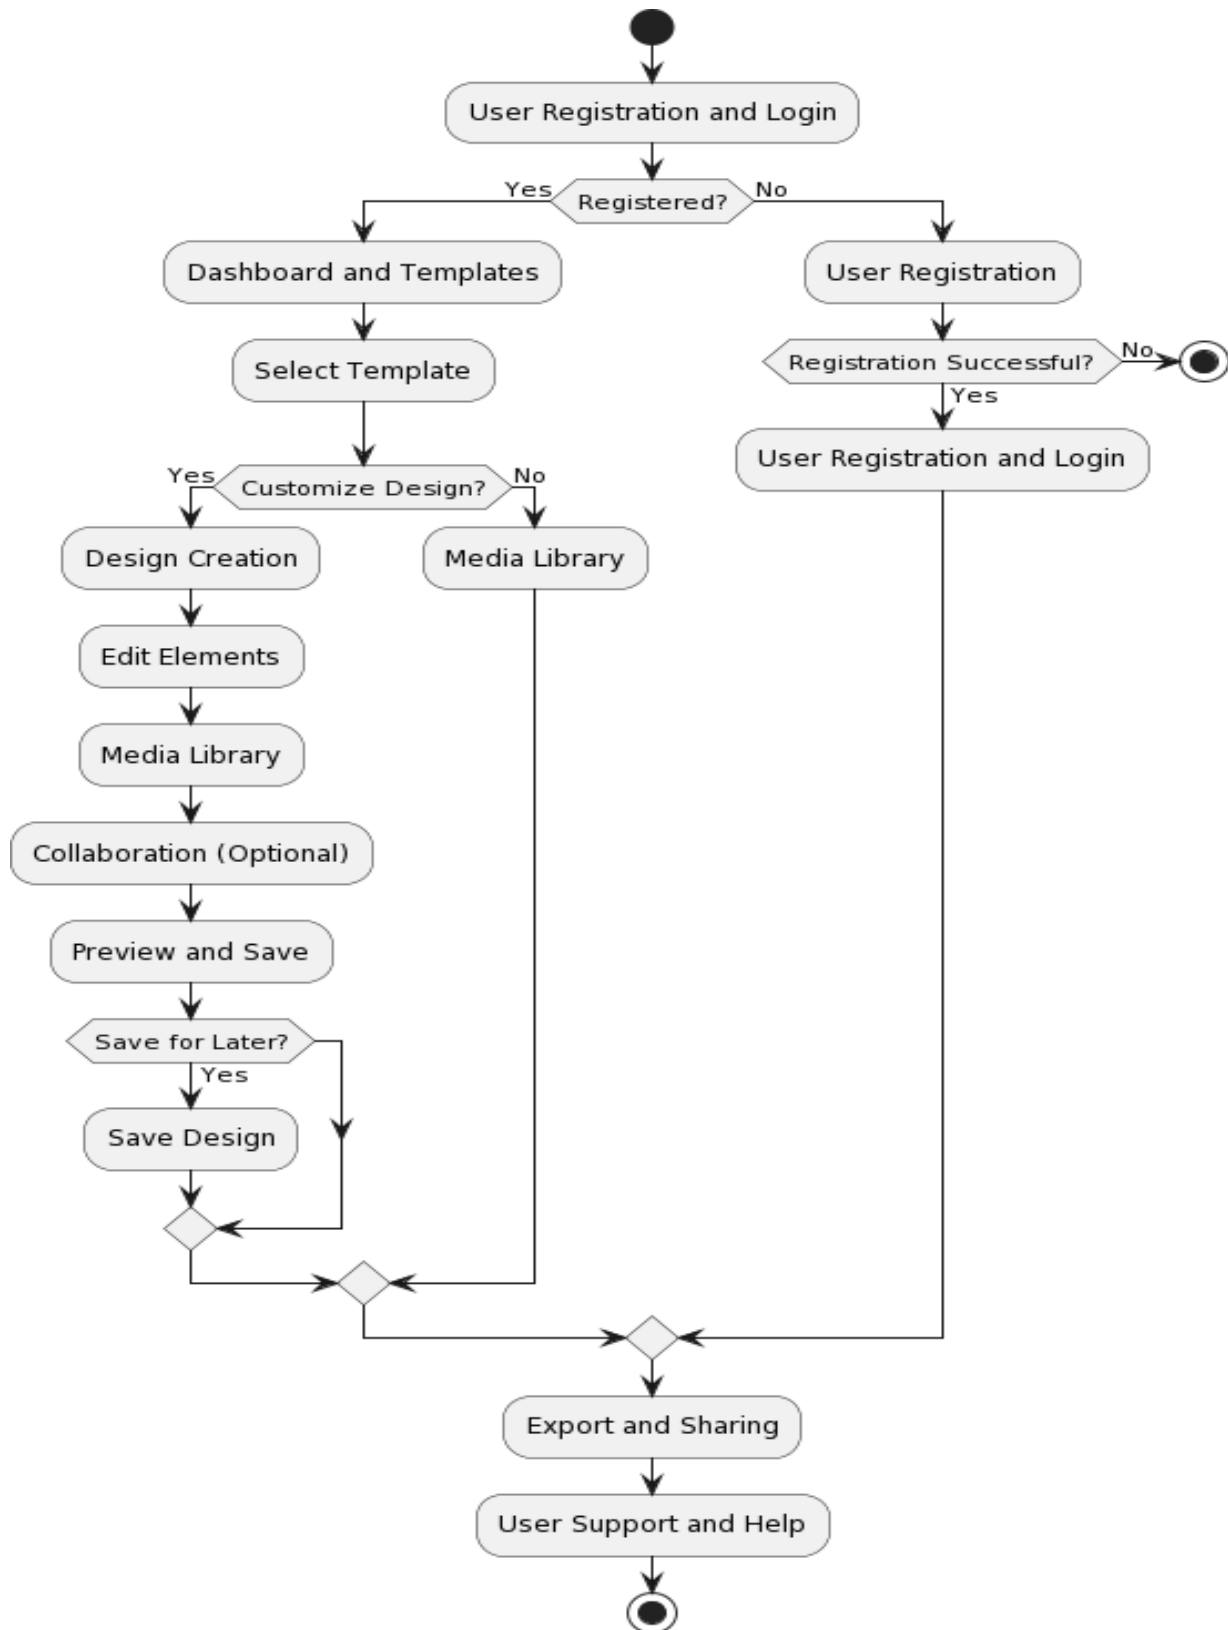 User Registration and Login
Yes
Registered?
No
Dashboard and Templates
User Registration
Select Template
Registration Successful?
No
Yes
User Registration and Login
Yes
Customize Design?
No
Design Creation
Media Library
Edit Elements
Media Library
Collaboration (Optional)
Preview and Save
Save for Later?
Yes
Save Design
Export and Sharing
User Support and Help